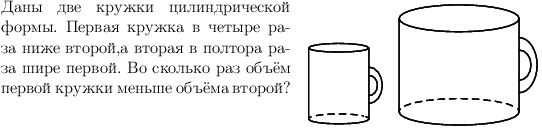 Даны две кружки цилиндрической
формы. Первая кружка в четыре ра-
за ниже второй,а вторая в полтора ра-
за шире первой. Во сколько раз объём
первой кружки меньше объёма второй?